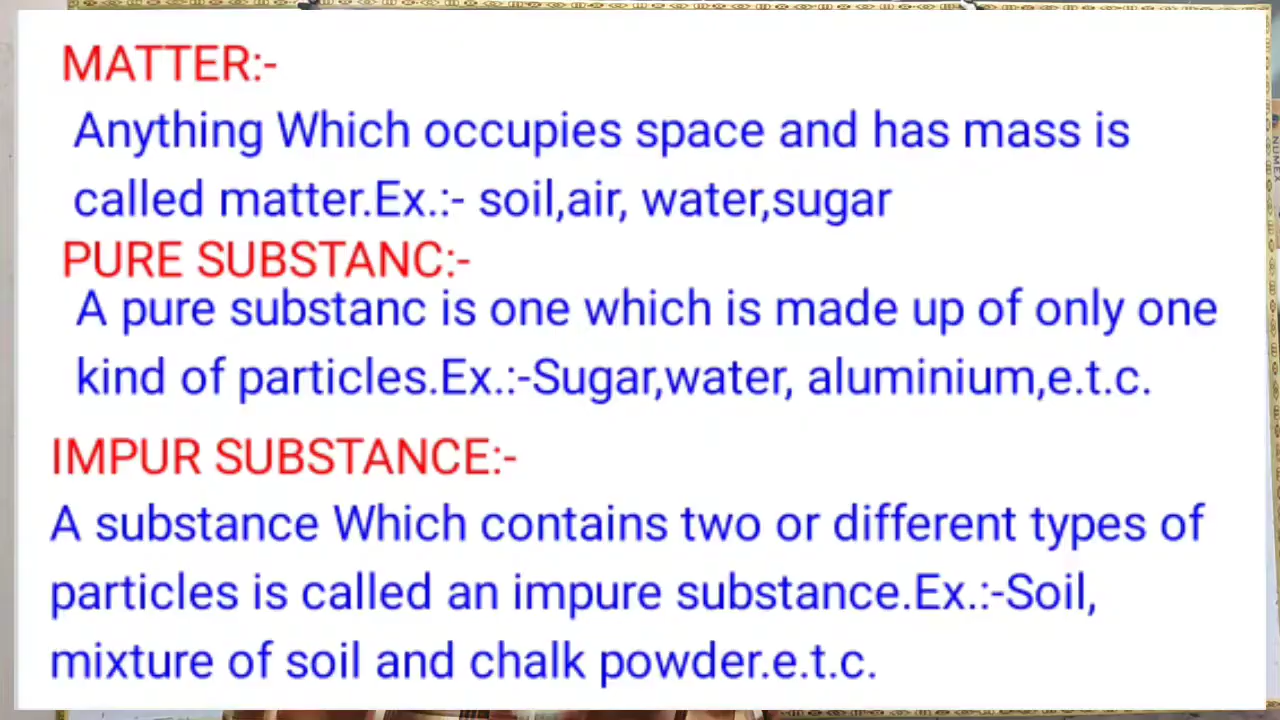 MATTER:-
Anything Which occupies space and has mass is
called matter.Ex.:- soil,air, water,sugar
PURE SUBSTANC:-
A pure substanc is one which is made up of only one
kind of particles.Ex.:-Sugar,water, aluminium,e.t.c.
IMPUR SUBSTANCE:-
A substance Which contains two or different types of
particles is called an impure substance.Ex.:-Soil,
mixture of soil and chalk powder.e.t.c.